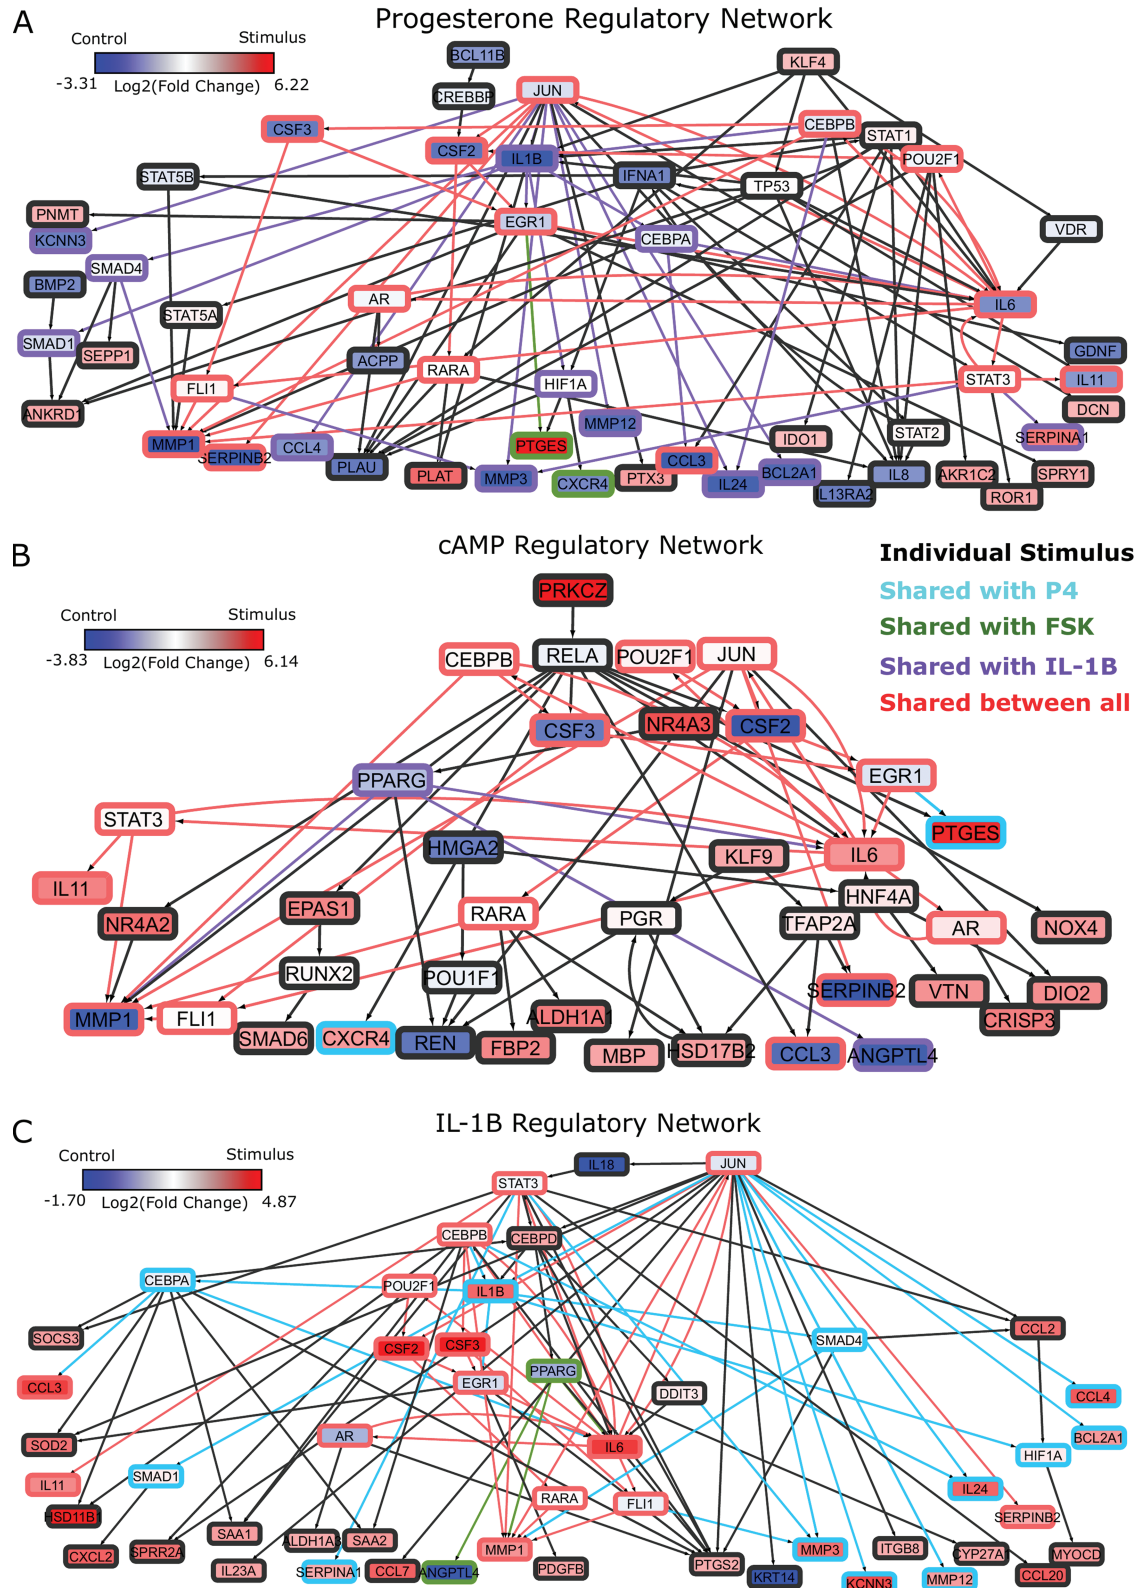 A
Progesterone Regulatory Network
Control
Stimulus
-3.31
Log2(Fold Change)
6.22
BCL11B
KLF4
CREBBP
JUN
CSF3
CEBPB
STAT1
CSF2
IL1B
POU2F1
STAT5B
IFNA1
TP53
PNMT
EGR1
VDR
KCNN3
CEBPA
SMAD4
BMP2
AR
IL6
STAT5A
SMAD1
SEPP1
ACPP
GDNF
RARA
FLI1
HIF1A
STAT3
IL11
ANKRD1
DCN
MMP12
STAT2
SERPINA1
MMP1
SERPINB2
CCL4
PTGES
IDO1
PLAU
CCL3
PLAT
MMP3
CXCR4
PTX3
IL24
BCL2A1
IL13RA2
IL8
AKR1C2
SPRY1
ROR1
B
cAMP Regulatory Network
Individual Stimulus
Shared with P4
Shared with FSK
Shared with IL-1B
Shared between all
Control
Stimulus
-3.83
Log2(Fold Change)
6.14
PRKCZ
CEBPB
RELA
POU2F1
JUN
CSF3
NR4A3
CSF2
PPARG
EGR1
STAT3
PTGES
HMGA2
KLF9
IL6
IL11
HNF4A
NR4A2
EPAS1
RARA
PGR
TFAP2A
AR
NOX4
RUNX2
POU1F1
SERPINB2
VTN
DIO2
MMP1
FLI1
ALDH1A1
CRISP3
SMAD6
CXCR4
REN
FBP2
MBP
HSD17B2
CCL3
ANGPTL4
C
IL-1B Regulatory Network
Control
Stimulus
-1.70
Log2(Fold Change)
4.87
IL18
JUN
STAT3
CEBPB
CEBPD
CEBPA
POU2F1
IL1B
SOCS3
CCL2
SMAD4
CSF2
CSF3
PPARG
CCL3
EGR1
DDIT3
CCL4
AR
BCL2A1
SOD2
IL6
HIF1A
IL11
SMAD1
IL24
RARA
FLI1
SERPINB2
HSD11B1
SAA1
ALDH1A3
SAA2
MMP1
MMP3
ITGB8
CYP27A1
MYOCD
CXCL2
SPRR2A
IL23A
SERPINA1
CCL7
ANGPTL4
PDGFB
PTGS2
KRT14
KCNN3
MMP12
CCL20